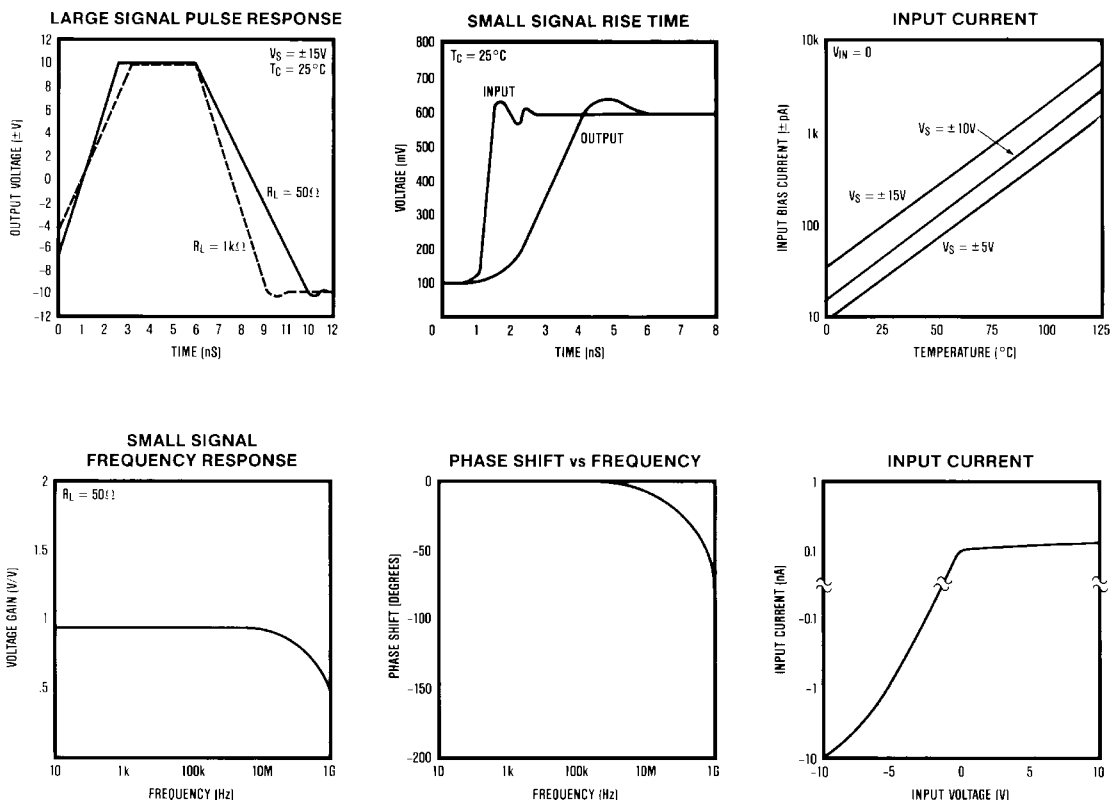 LARGE SIGNAL PULSE RESPONSE
12
10
8
6
4
2
0
-2
-4
-6
-8
-10
-12
OUTPUT VOLTAGE (±V)
VS = ±15V
TC = 25°C
RL = 50Ω
RL = 1kΩ
0 1 2 3 4 5 6 7 8 9 11 10 12
TIME (nS)
SMALL SIGNAL RISE TIME
800
700
600
500
400
300
200
100
VOLTAGE (mV)
TC = 25°C
INPUT
OUTPUT
0 1 2 3 4 5 6 7 8
TIME (nS)
INPUT CURRENT
10k
1k
100
10
INPUT BIAS CURRENT (±pA)
VIN = 0
VS = ±10V
VS = ±15V
VS = ±5V
0 25 50 75 100 125
TEMPERATURE (°C)
SMALL SIGNAL
FREQUENCY RESPONSE
2
1.5
1
.5
0
VOLTAGE GAIN (V/V)
RL = 50Ω
10 1k 100k 10M 1G
FREQUENCY (Hz)
PHASE SHIFT vs FREQUENCY
0
-50
-100
-150
-200
PHASE SHIFT (DEGREES)
10 1k 100k 10M 1G
FREQUENCY (Hz)
INPUT CURRENT
1
0.1
-0.1
-1
-10
INPUT CURRENT (nA)
-10 -5 0 5 10
INPUT VOLTAGE (V)